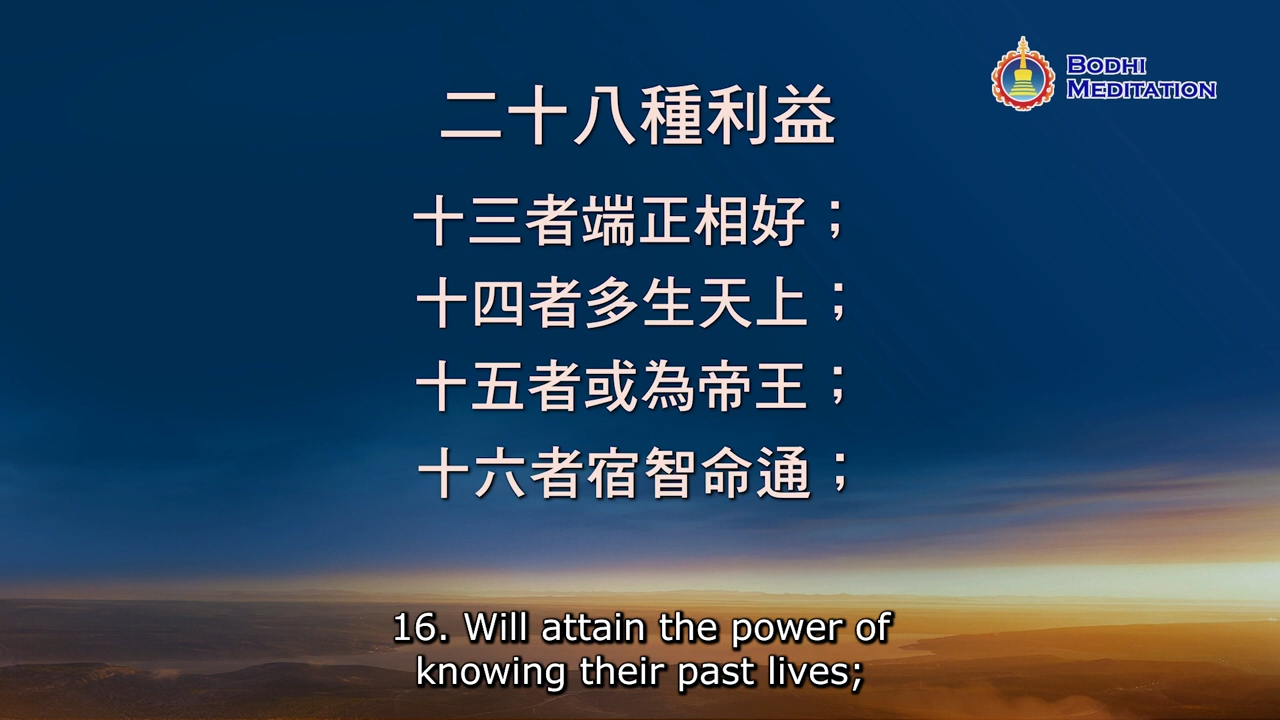 BODHI
MEDITATION
二十八種利益
十三者端正相好；
十四者多生天上；
十五者或為帝王；
十六者宿智命通；
16. Will attain the power of
knowing their past lives;